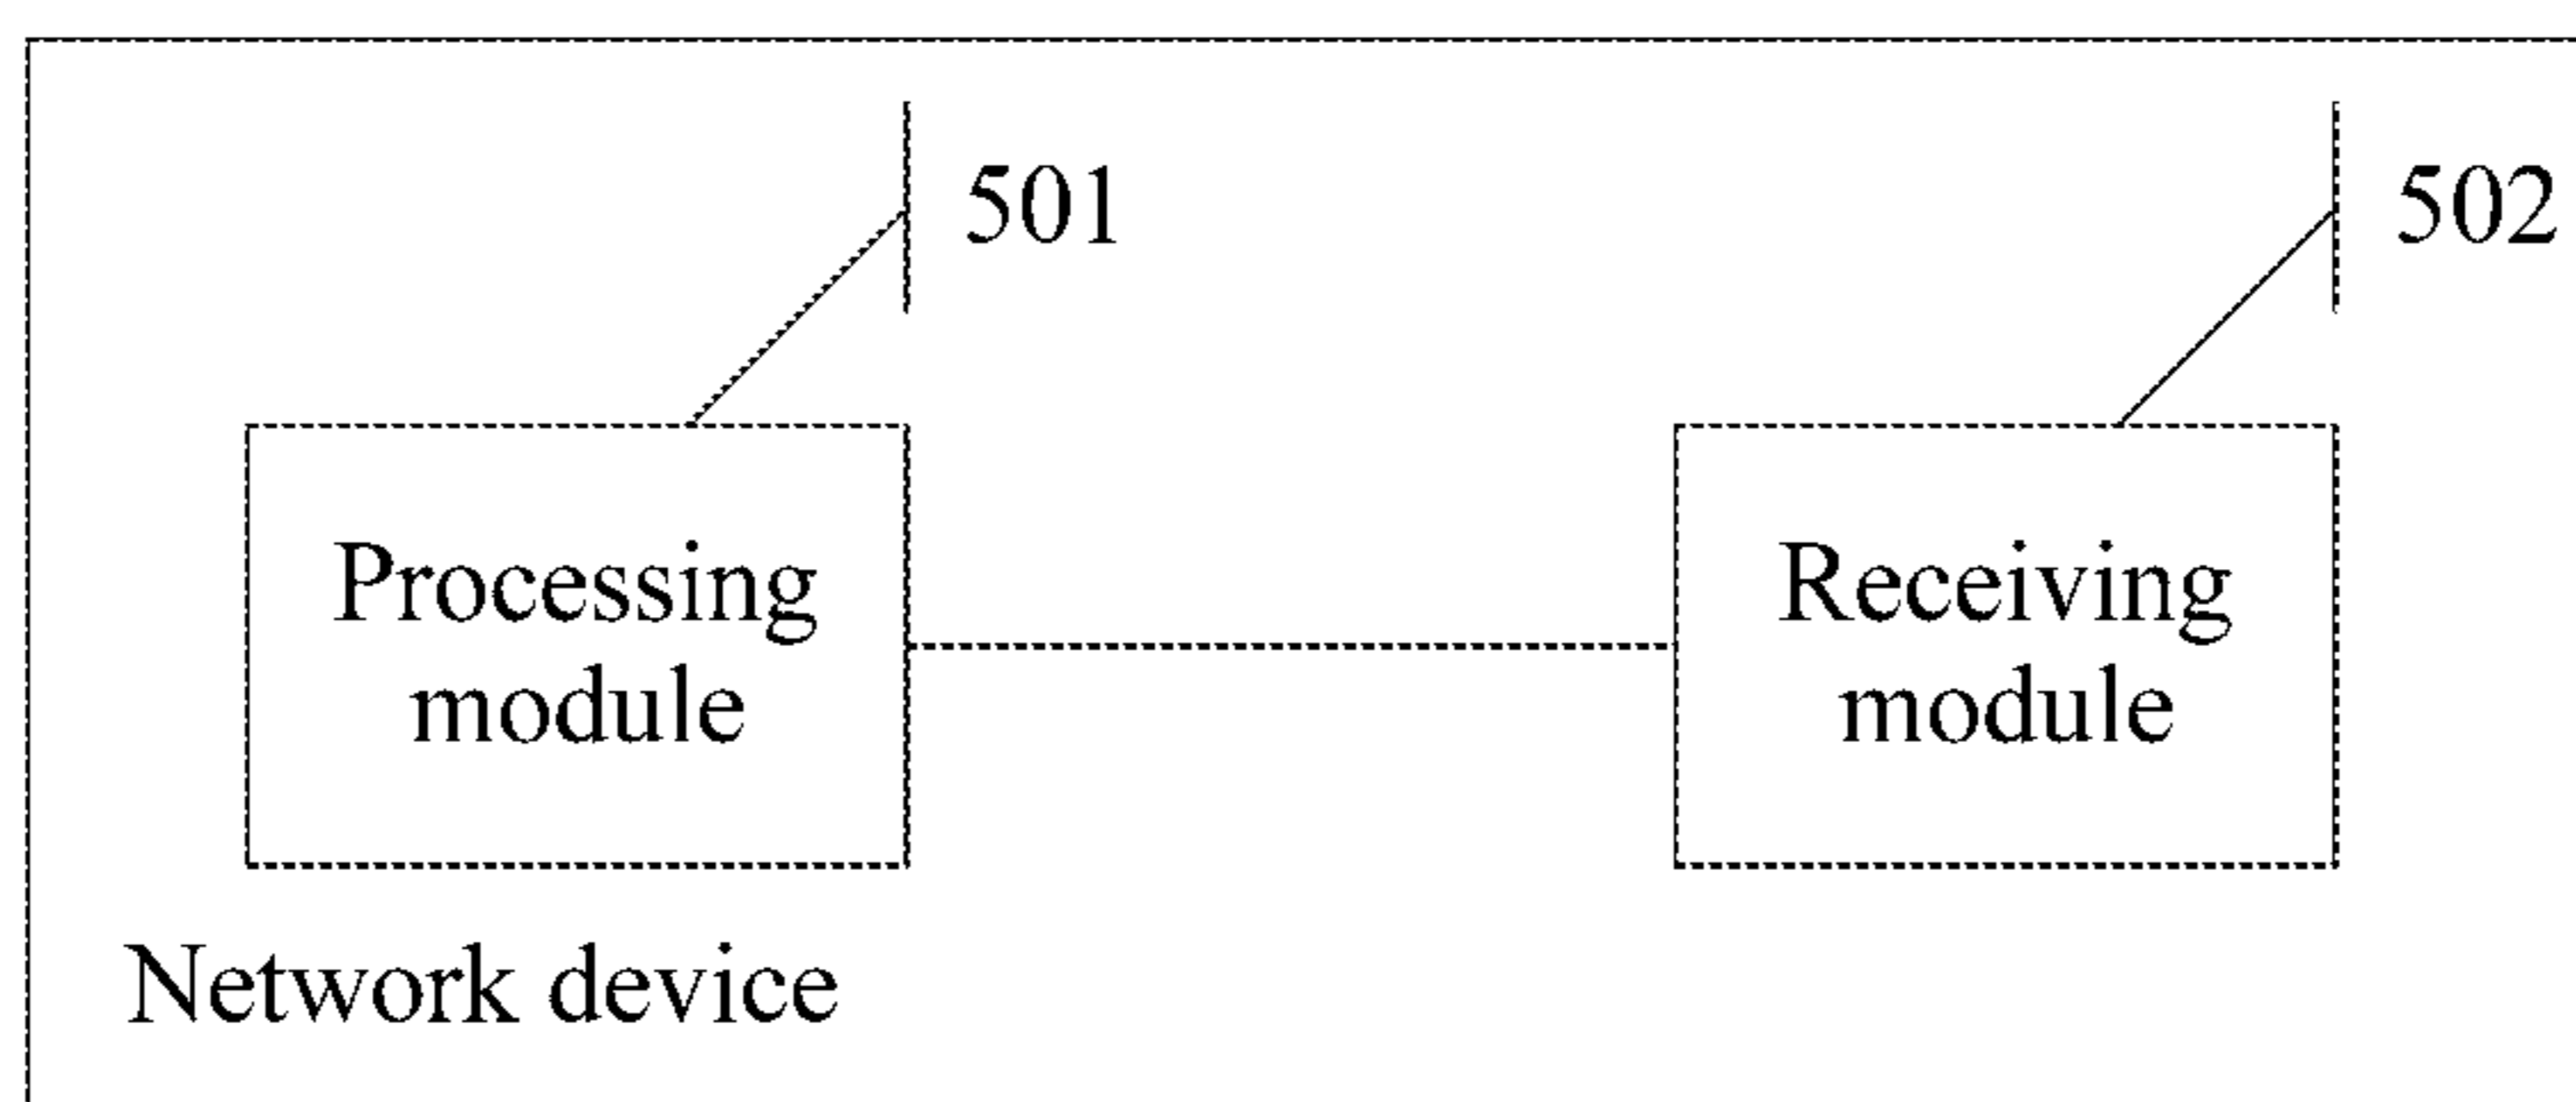 501
502
Processing
module
Receiving
module
Network device